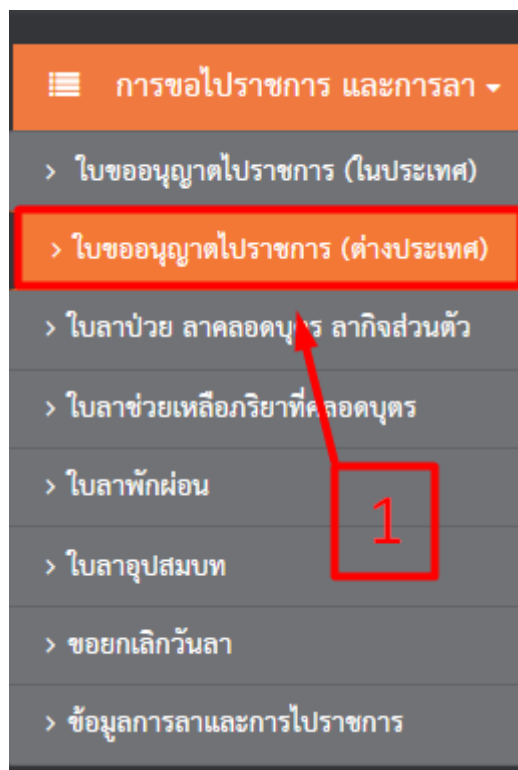 การขอไปราชการ และการลา
> ใบขออนุญาตไปราชการ (ในประเทศ)
> ใบขออนุญาตไปราชการ (ต่างประเทศ)
> ใบลาป่วย ลาคลอดบุตร ลากิจส่วนตัว
> ใบลาช่วยเหลือภริยาที่คลอดบุตร
> ใบลาพักผ่อน
1
> ใบลาอุปสมบท
> ขอยกเลิกวันลา
> ข้อมูลการลาและการไปราชการ